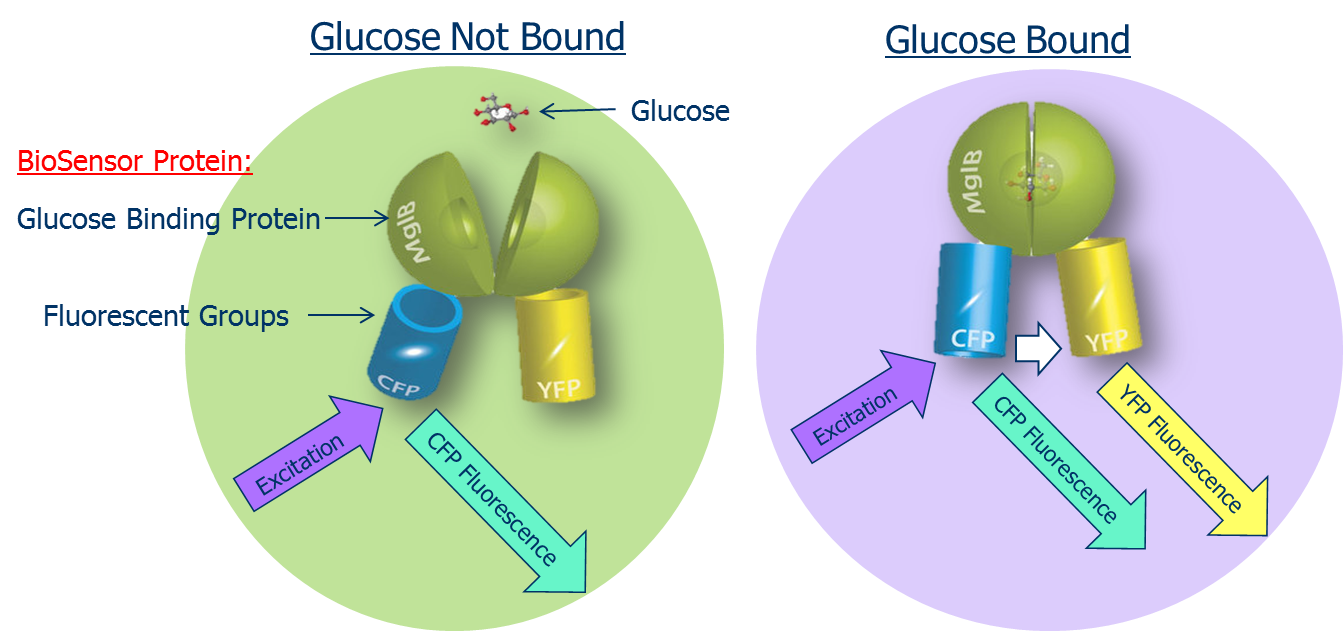 Glucose Not Bound
Glucose
BioSensor Protein:
Glucose Binding Protein
MglB
Fluorescent Groups
CFP
YFP
Excitation
CFP Fluorescence
Glucose Bound
MglB
CFP
YFP
Excitation
CFP Fluorescence
YFP Fluorescence